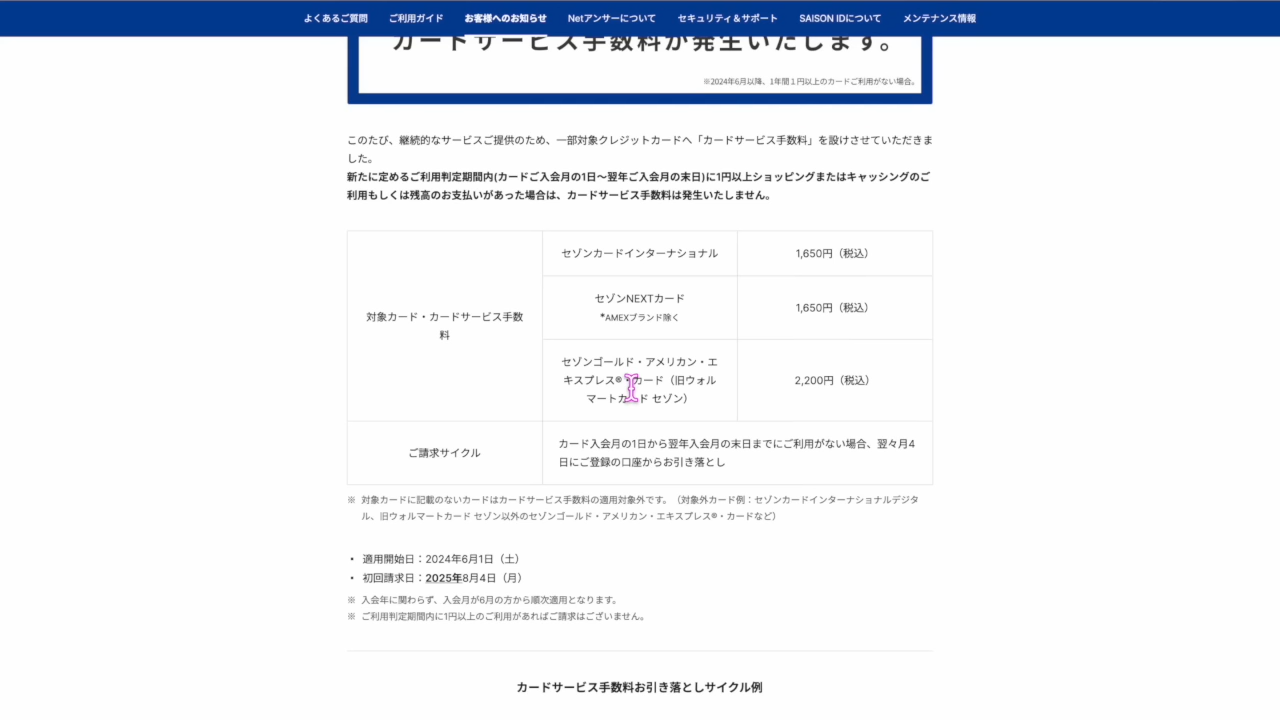 よくあるご質問 ご利用ガイド お客様へのお知らせ Netアンサーについて セキュリティ＆サポート SAISON IDについて メンテナンス情報
カードサービス手数料が発生いたします。
※2024年6月以降、1年間１円以上のカードご利用がない場合。
このたび、継続的なサービスご提供のため、一部対象クレジットカードへ「カードサービス手数料」を設けさせていただきま
した。
新たに定めるご利用判定期間内(カードご入会月の1日〜翌年ご入会月の末日)に1円以上ショッピングまたはキャッシングのご
利用もしくは残高のお支払いがあった場合は、カードサービス手数料は発生いたしません。
対象カード・カードサービス手数
料
セゾンカードインターナショナル
1,650円（税込）
セゾンNEXTカード
*AMEXブランド除く
1,650円（税込）
セゾンゴールド・アメリカン・エ
キスプレス®・カード（旧ウォル
マートカード セゾン）
2,200円（税込）
ご請求サイクル
カード入会月の1日から翌年入会月の末日までにご利用がない場合、翌々月4
日にご登録の口座からお引き落とし
※ 対象カードに記載のないカードはカードサービス手数料の適用対象外です。（対象外カード例：セゾンカードインターナショナルデジタ
ル、旧ウォルマートカード セゾン以外のセゾンゴールド・アメリカン・エキスプレス®・カードなど）
・ 適用開始日：2024年6月1日（土）
・ 初回請求日：2025年8月4日（月）
※ 入会年に関わらず、入会月が6月の方から順次適用となります。
※ ご利用判定期間内に1円以上のご利用があればご請求はございません。
カードサービス手数料お引き落としサイクル例